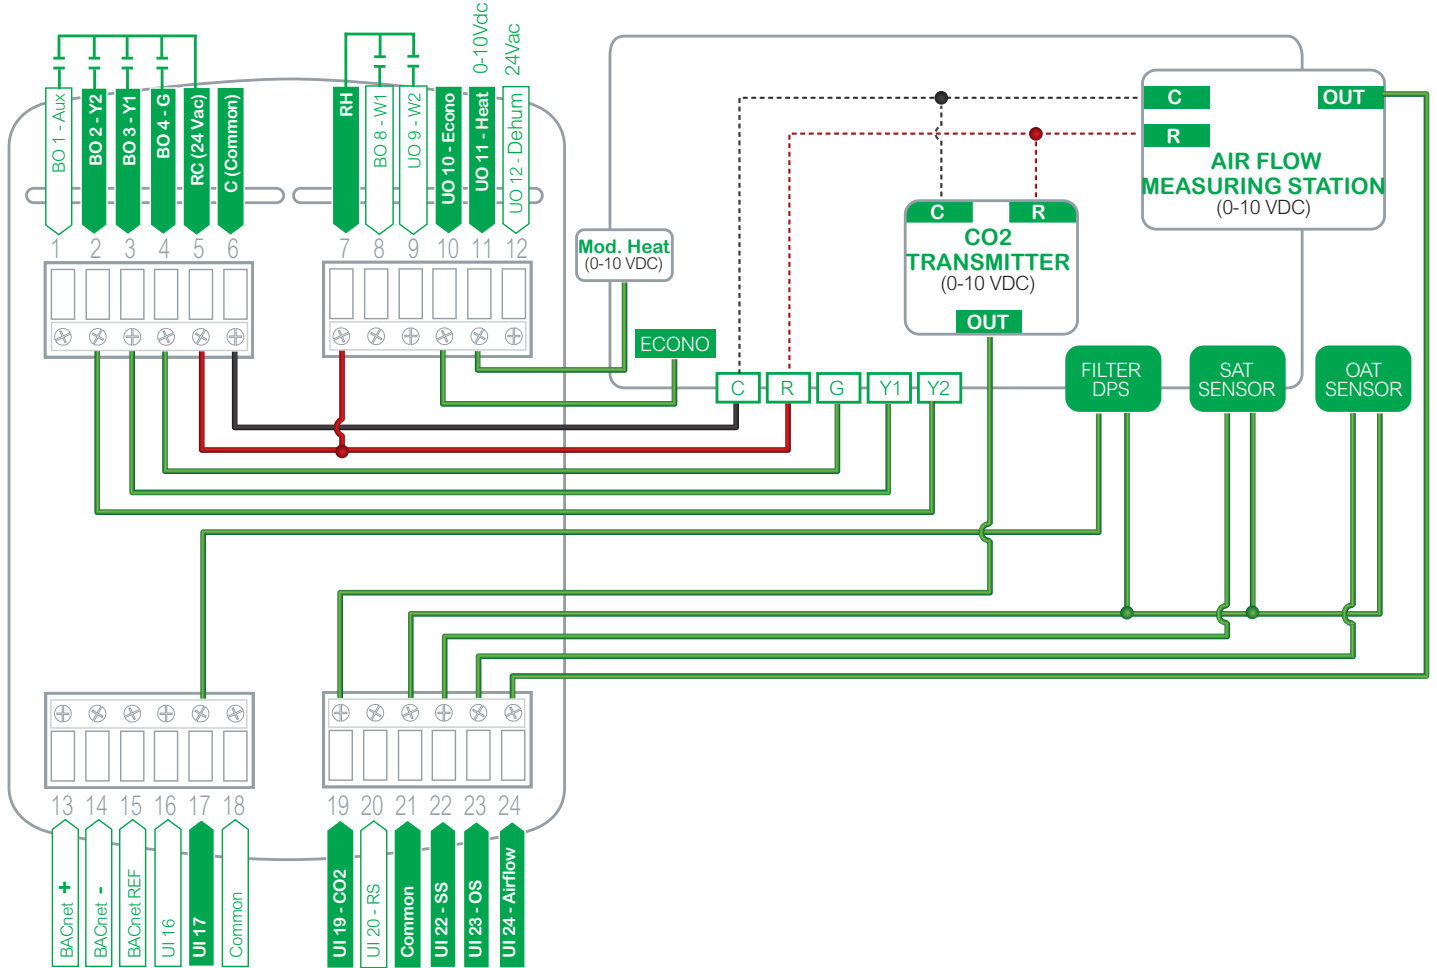 BO 1 - Aux
BO 2 - Y2
BO 3 - Y1
BO 4 - G
RC (24 Vac)
C (Common)
RH
BO 8 - W1
UO 9 - W2
UO 10 - Econo
UO 11 - Heat
0-10Vdc
UO 12 - Dehum
24Vac
1
2
3
4
5
6
7
8
9
10
11
12
Mod. Heat
(0-10 VDC)
ECONO
C
R
G
Y1
Y2
C
R
OUT
AIR FLOW
MEASURING STATION
(0-10 VDC)
C
R
CO2
TRANSMITTER
(0-10 VDC)
OUT
FILTER
DPS
SAT
SENSOR
OAT
SENSOR
13
14
15
16
17
18
19
20
21
22
23
24
BACnet +
BACnet -
BACnet REF
UI 16
UI 17
Common
UI 19 - CO2
UI 20 - RS
Common
UI 22 - SS
UI 23 - OS
UI 24 - Airflow